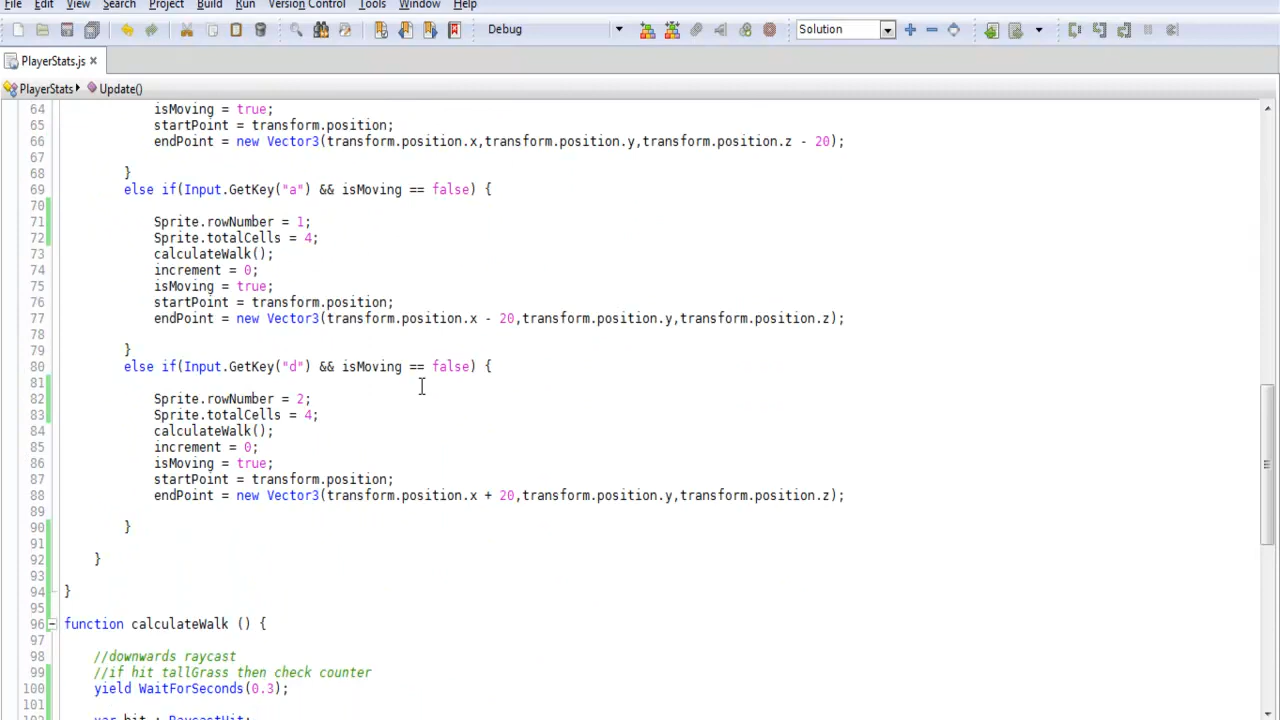 File Edit View Search Project Build Run Version Control Tools Window Help
Debug Solution
PlayerStats.js
PlayerStats Update()
64 isMoving = true;
65 startPoint = transform.position;
66 endPoint = new Vector3(transform.position.x,transform.position.y,transform.position.z - 20);
67
68 }
69 else if(Input.GetKey("a") && isMoving == false) {
70
71 Sprite.rowNumber = 1;
72 Sprite.totalCells = 4;
73 calculateWalk();
74 increment = 0;
75 isMoving = true;
76 startPoint = transform.position;
77 endPoint = new Vector3(transform.position.x - 20,transform.position.y,transform.position.z);
78
79 }
80 else if(Input.GetKey("d") && isMoving == false) {
81
82 Sprite.rowNumber = 2;
83 Sprite.totalCells = 4;
84 calculateWalk();
85 increment = 0;
86 isMoving = true;
87 startPoint = transform.position;
88 endPoint = new Vector3(transform.position.x + 20,transform.position.y,transform.position.z);
89
90 }
91
92 }
93
94 }
95
96 function calculateWalk () {
97
98 //downwards raycast
99 //if hit tallGrass then check counter
100 yield WaitForSeconds(0.3);
101
102 var hit : RaycastHit;